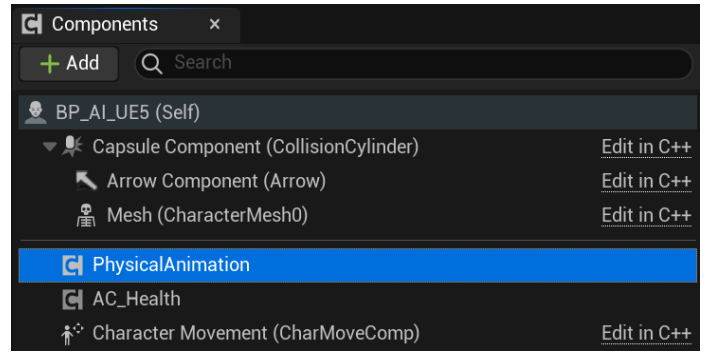 Components ×
+ Add Search
BP_AI_UE5 (Self)
Capsule Component (CollisionCylinder) Edit in C++
Arrow Component (Arrow) Edit in C++
Mesh (CharacterMesh0) Edit in C++
PhysicalAnimation
AC_Health
Character Movement (CharMoveComp) Edit in C++